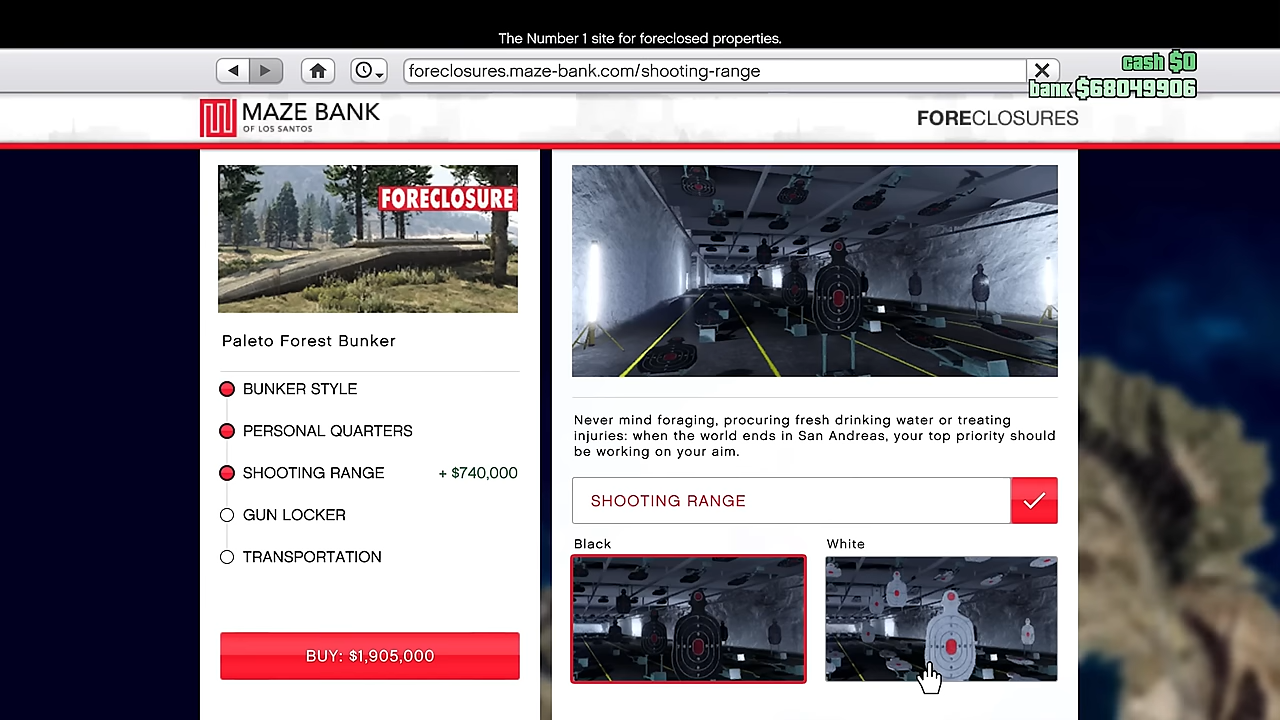 The Number 1 site for foreclosed properties.
foreclosures.maze-bank.com/shooting-range
cash $0
bank $68049906
MAZE BANK
OF LOS SANTOS
FORECLOSURES
FORECLOSURE
Paleto Forest Bunker
BUNKER STYLE
PERSONAL QUARTERS
SHOOTING RANGE + $740,000
GUN LOCKER
TRANSPORTATION
BUY: $1,905,000
Never mind foraging, procuring fresh drinking water or treating
injuries: when the world ends in San Andreas, your top priority should
be working on your aim.
SHOOTING RANGE
Black
White